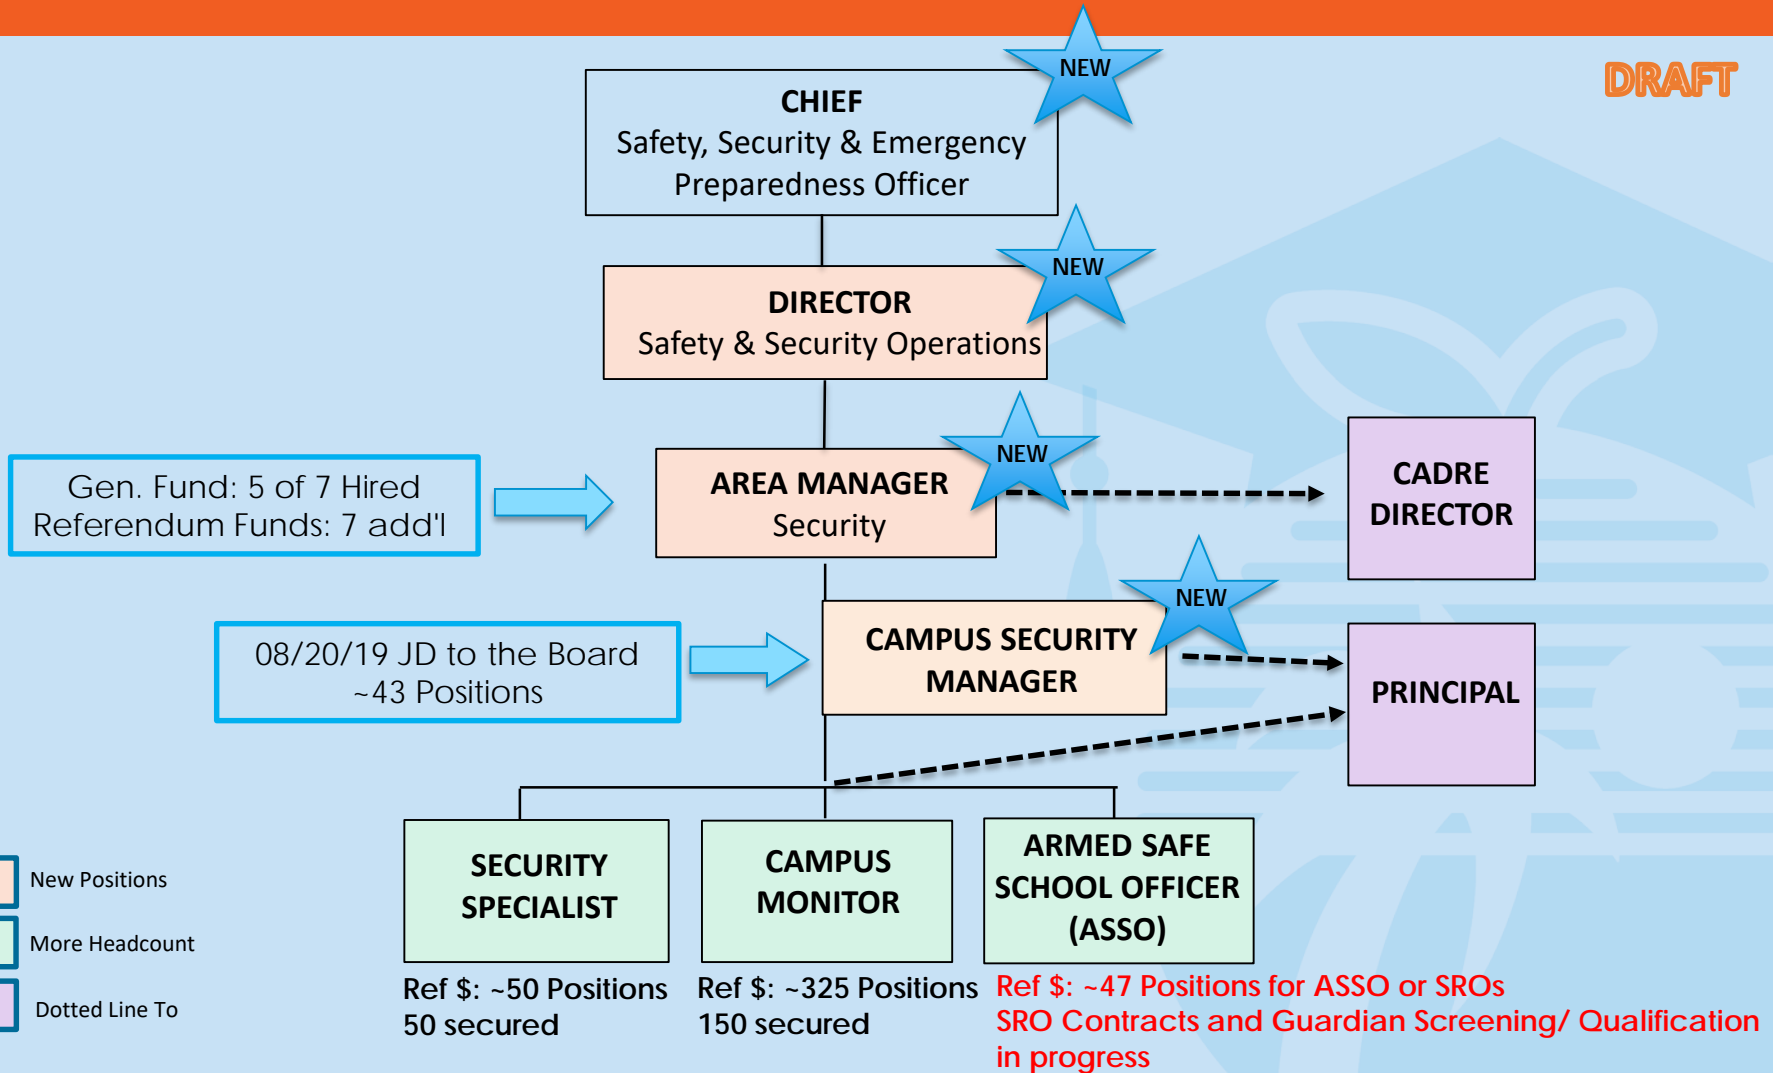 DRAFT
NEW
CHIEF
Safety, Security & Emergency
Preparedness Officer
NEW
DIRECTOR
Safety & Security Operations
NEW
AREA MANAGER
Security
Gen. Fund: 5 of 7 Hired
Referendum Funds: 7 add'l
CADRE
DIRECTOR
NEW
CAMPUS SECURITY
MANAGER
08/20/19 JD to the Board
~43 Positions
PRINCIPAL
SECURITY
SPECIALIST
CAMPUS
MONITOR
ARMED SAFE
SCHOOL OFFICER
(ASSO)
New Positions
More Headcount
Dotted Line To
Ref $: ~50 Positions
50 secured
Ref $: ~325 Positions
150 secured
Ref $: ~47 Positions for ASSO or SROs
SRO Contracts and Guardian Screening/ Qualification
in progress